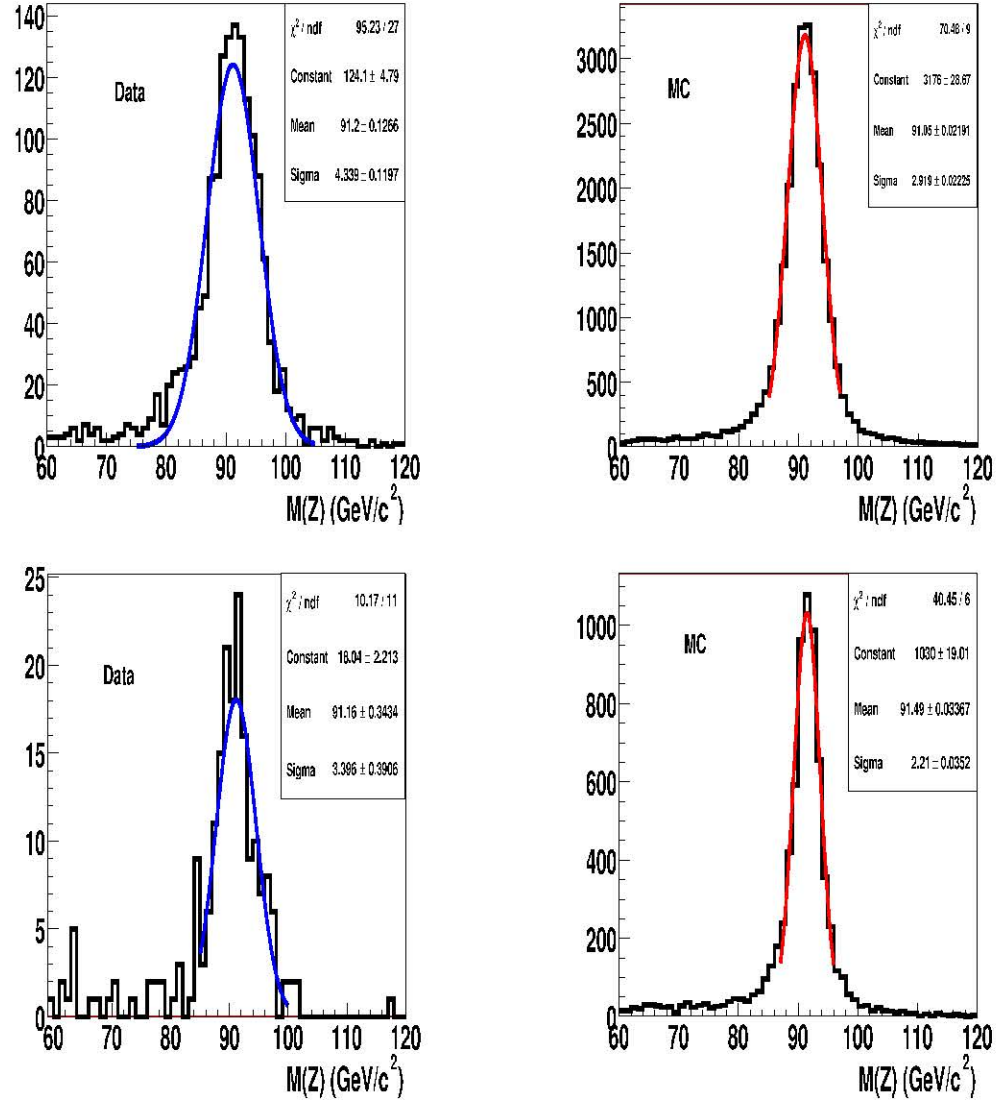 140
120
100
80
60
40
20
0
60 70 80 90 100 110 120
M(Z) (GeV/c²)
Data
χ² / ndf 95.23 / 27
Constant 124.1 ± 4.79
Mean 91.2 ± 0.1266
Sigma 4.339 ± 0.1197
3000
2500
2000
1500
1000
500
0
60 70 80 90 100 110 120
M(Z) (GeV/c²)
MC
χ² / ndf 70.48 / 9
Constant 3176 ± 28.67
Mean 91.05 ± 0.02191
Sigma 2.919 ± 0.02225
25
20
15
10
5
0
60 70 80 90 100 110 120
M(Z) (GeV/c²)
Data
χ² / ndf 10.17 / 11
Constant 18.04 ± 2.213
Mean 91.16 ± 0.3434
Sigma 3.396 ± 0.3906
1000
800
600
400
200
0
60 70 80 90 100 110 120
M(Z) (GeV/c²)
MC
χ² / ndf 40.45 / 6
Constant 1030 ± 19.01
Mean 91.49 ± 0.03367
Sigma 2.21 ± 0.0352